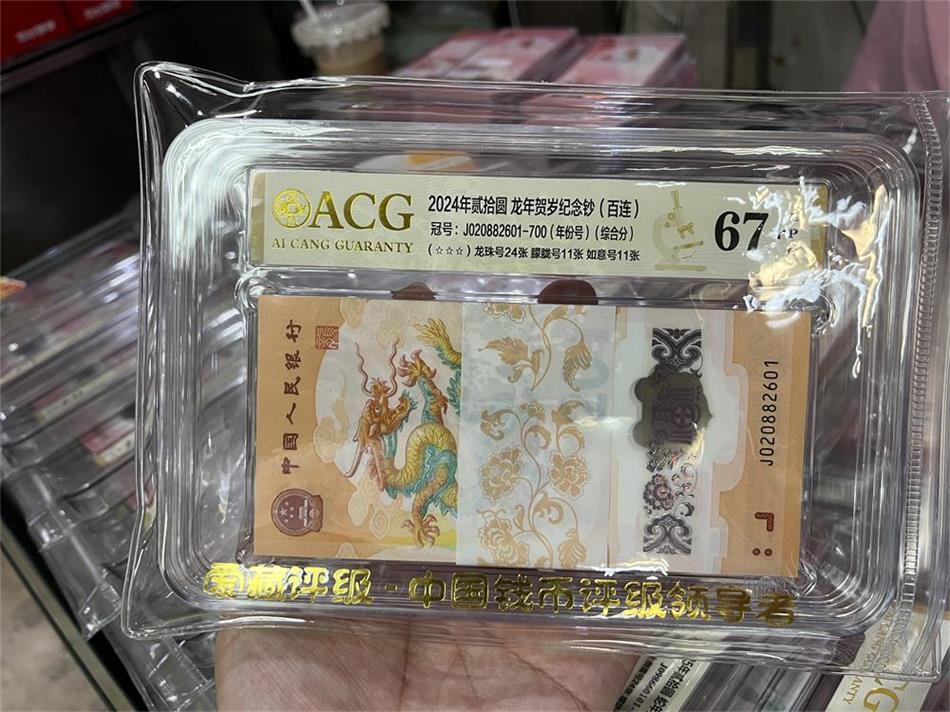 ACG
AI CANG GUARANTY
2024年贰拾圆 龙年贺岁纪念钞（百连）
冠号：J020882601-700（年份号）（综合分）
（☆☆☆）龙珠号24张 朦胧号11张 如意号11张
67
中国人民银行
J020882601
爱藏评级·中国钱币评级领导者